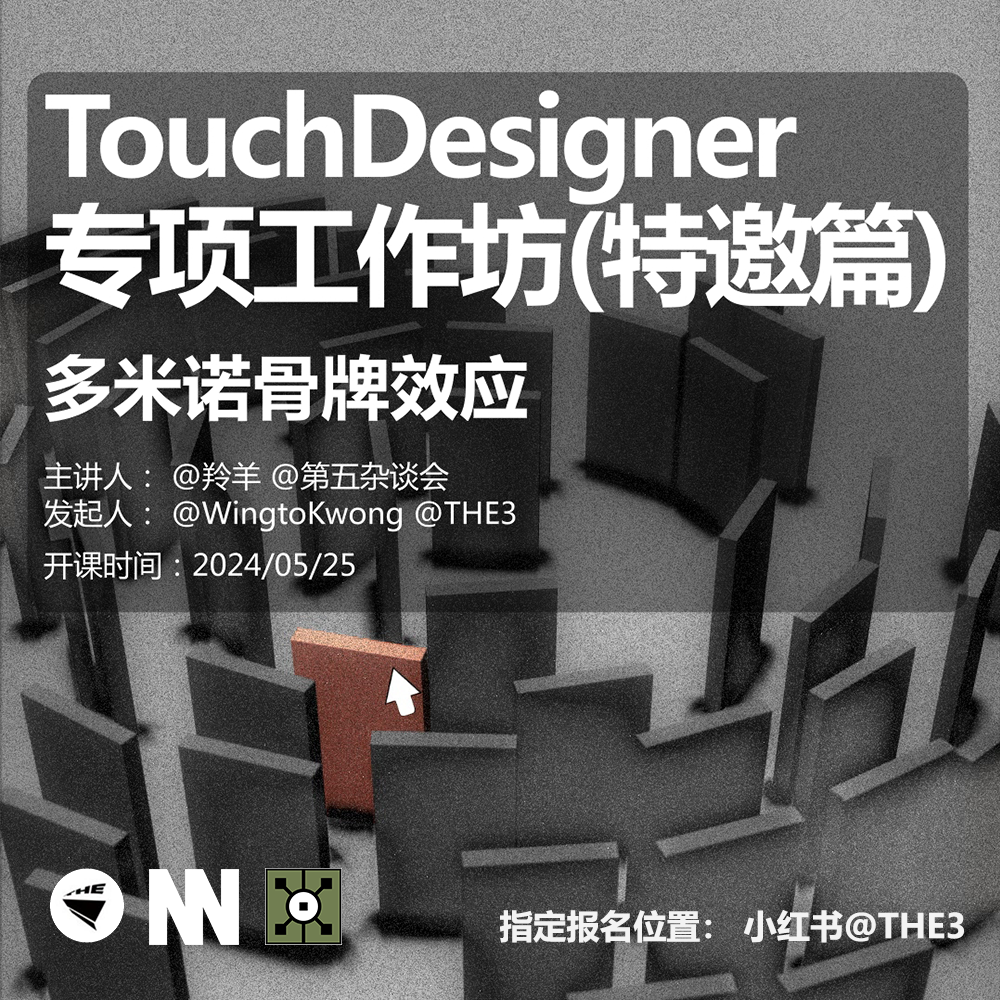 TouchDesigner
专项工作坊(特邀篇)
多米诺骨牌效应
主讲人： @羚羊 @第五杂谈会
发起人： @WingtoKwong @THE3
开课时间：2024/05/25
THE
NN
指定报名位置： 小红书@THE3